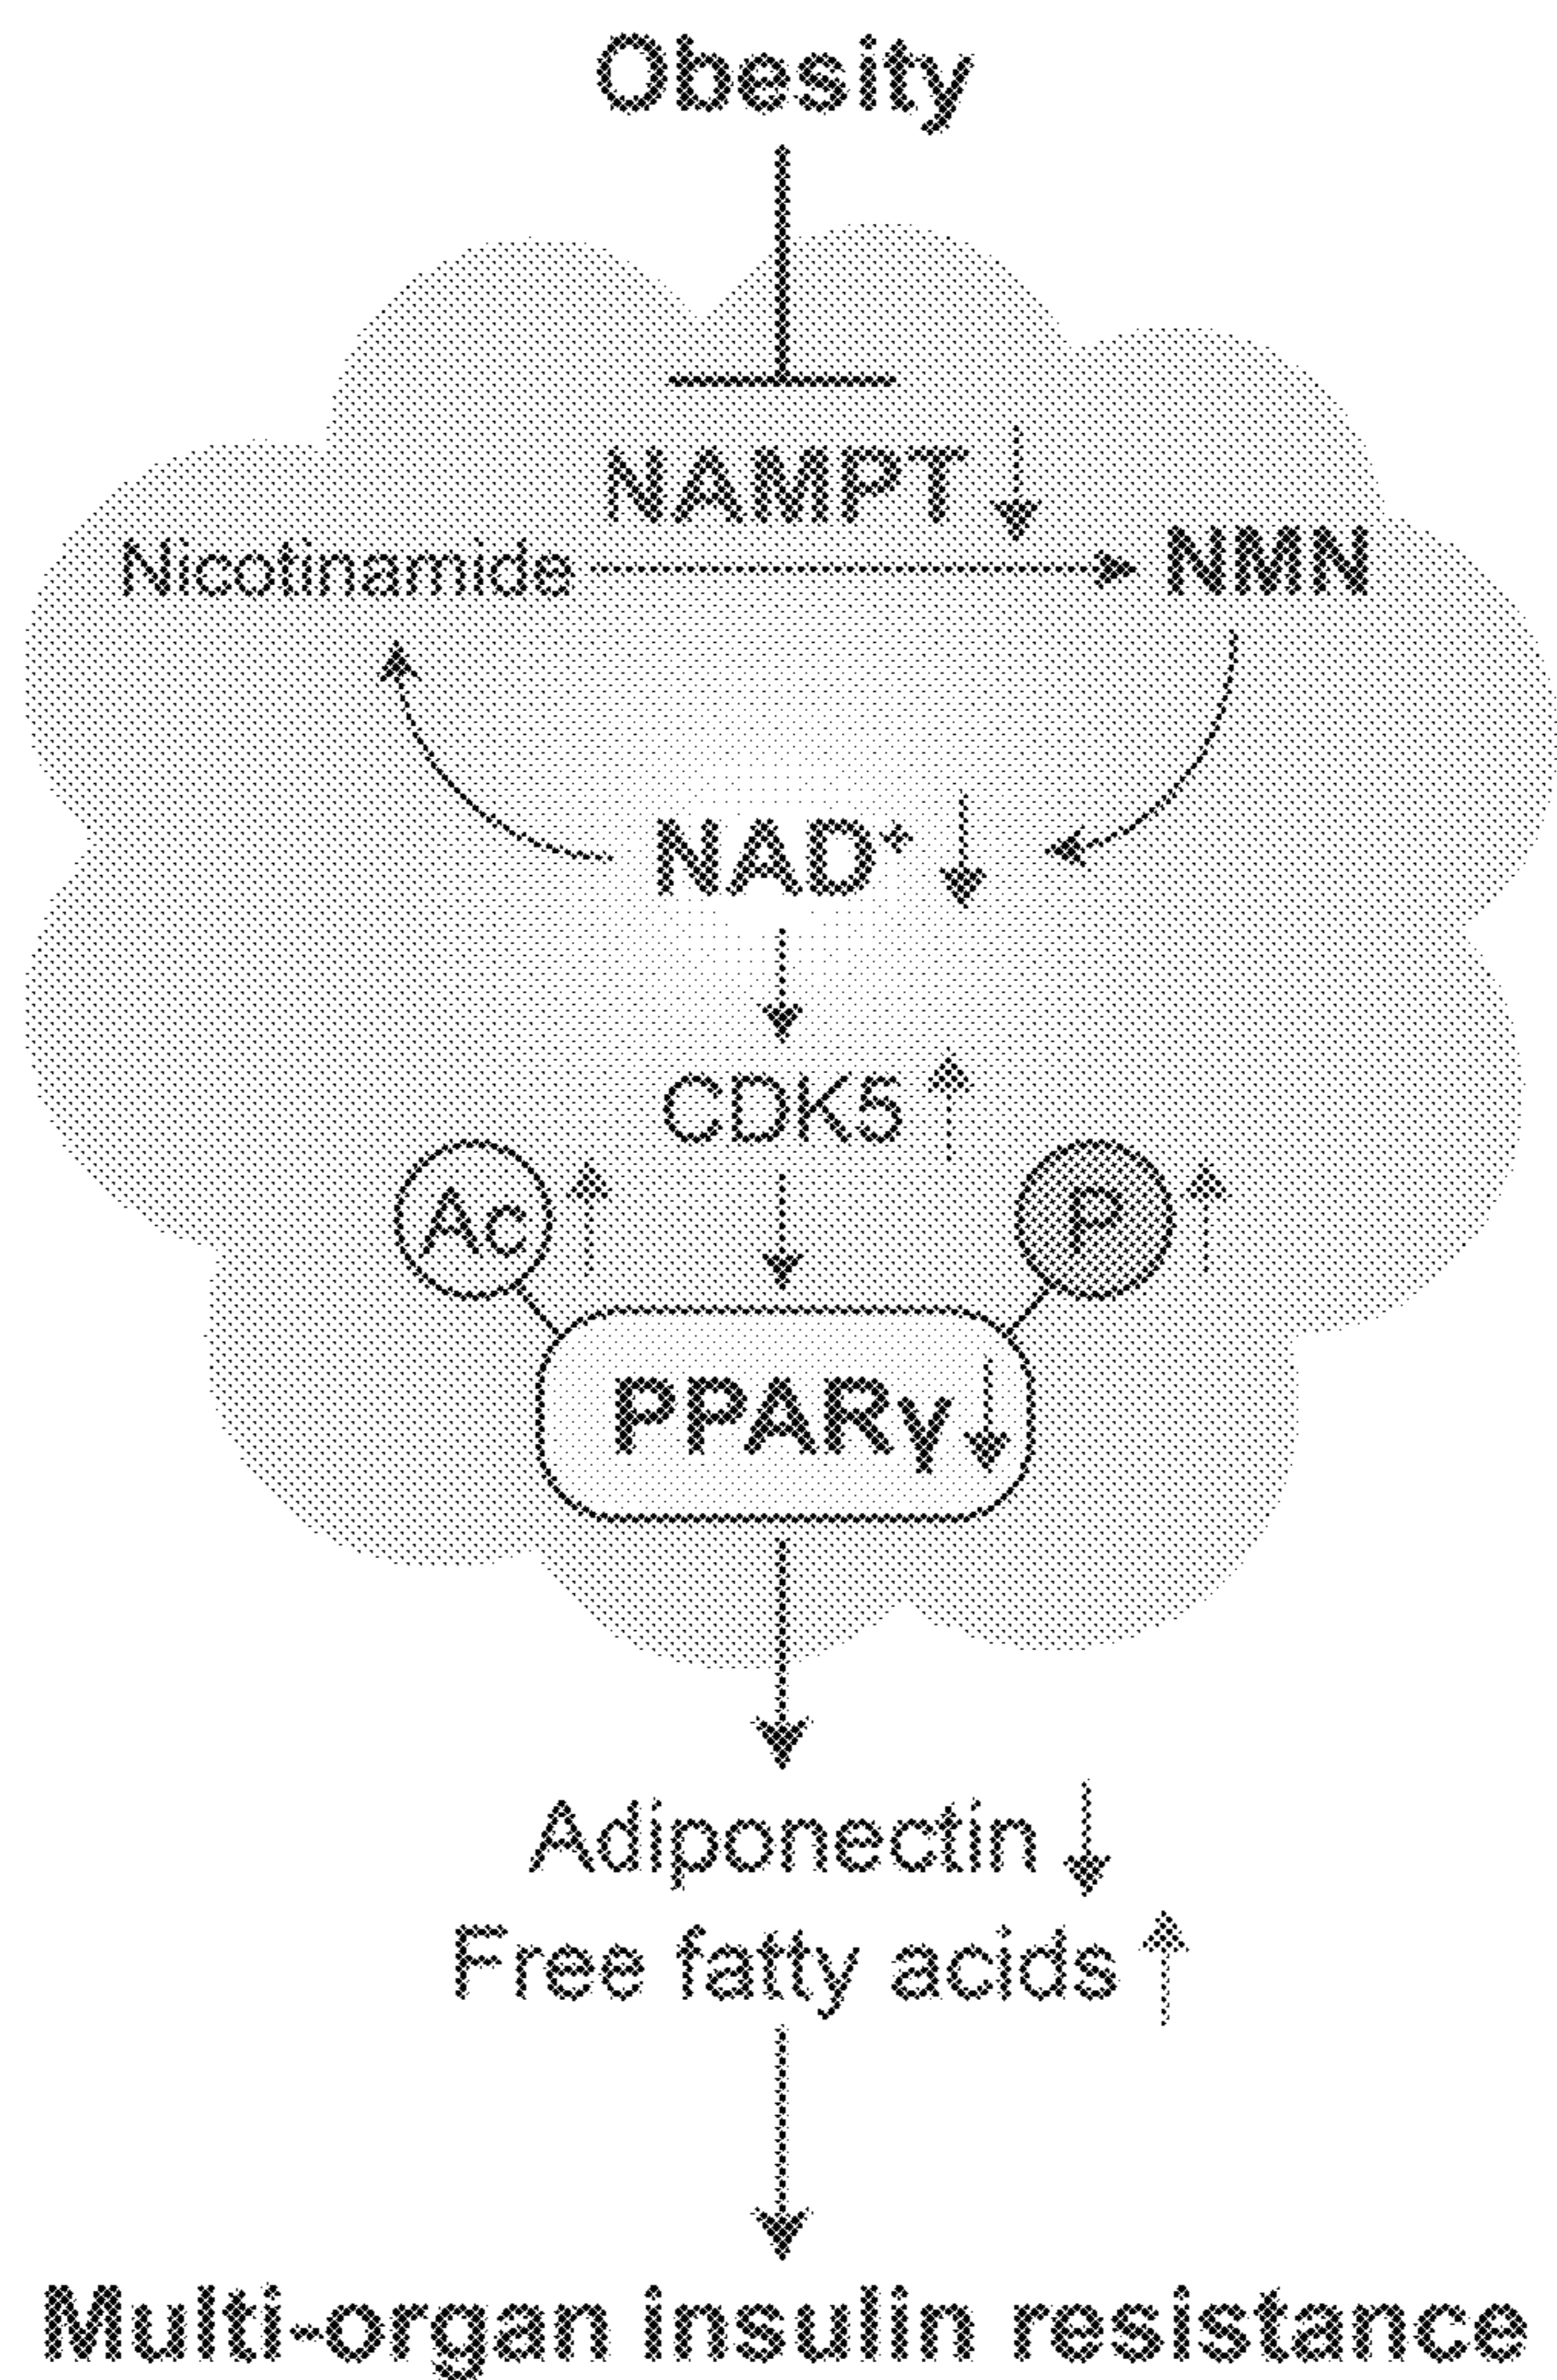 Obesity
NAMPT ↓
Nicotinamide → NMN
NAD⁺ ↓
CDK5 ↑
Ac ↑
P ↑
PPARγ ↓
Adiponectin ↓
Free fatty acids ↑
Multi-organ insulin resistance